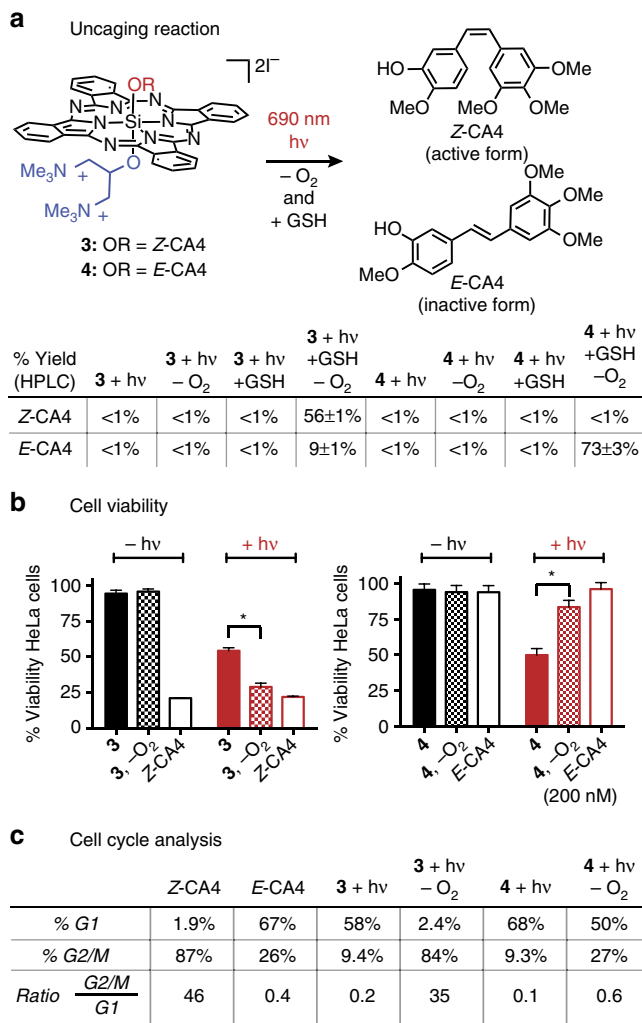 a Uncaging reaction
OR
2I⁻
N N N
N Si N
N N N
O
Me₃N +
Me₃N +
3: OR = Z-CA4
4: OR = E-CA4
690 nm
hν
– O₂
and
+ GSH
HO
OMe
OMe
MeO OMe
Z-CA4
(active form)
OMe
OMe
HO
OMe
MeO
E-CA4
(inactive form)
% Yield (HPLC) 3 + hν 3 + hν – O₂ 3 + hν +GSH 3 + hν +GSH – O₂ 4 + hν 4 + hν –O₂ 4 + hν +GSH 4 + hν +GSH –O₂
Z-CA4 <1% <1% <1% 56±1% <1% <1% <1% <1%
E-CA4 <1% <1% <1% 9±1% <1% <1% <1% 73±3%
b Cell viability
– hν + hν
% Viability HeLa cells
100
75
50
25
0
*
3 3, –O₂ Z-CA4 3 3, –O₂ Z-CA4
– hν + hν
% Viability HeLa cells
100
75
50
25
0
*
4 4, –O₂ E-CA4 4 4, –O₂ E-CA4
(200 nM)
c Cell cycle analysis
Z-CA4 E-CA4 3 + hν 3 + hν – O₂ 4 + hν 4 + hν – O₂
% G1 1.9% 67% 58% 2.4% 68% 50%
% G2/M 87% 26% 9.4% 84% 9.3% 27%
Ratio G2/M / G1 46 0.4 0.2 35 0.1 0.6